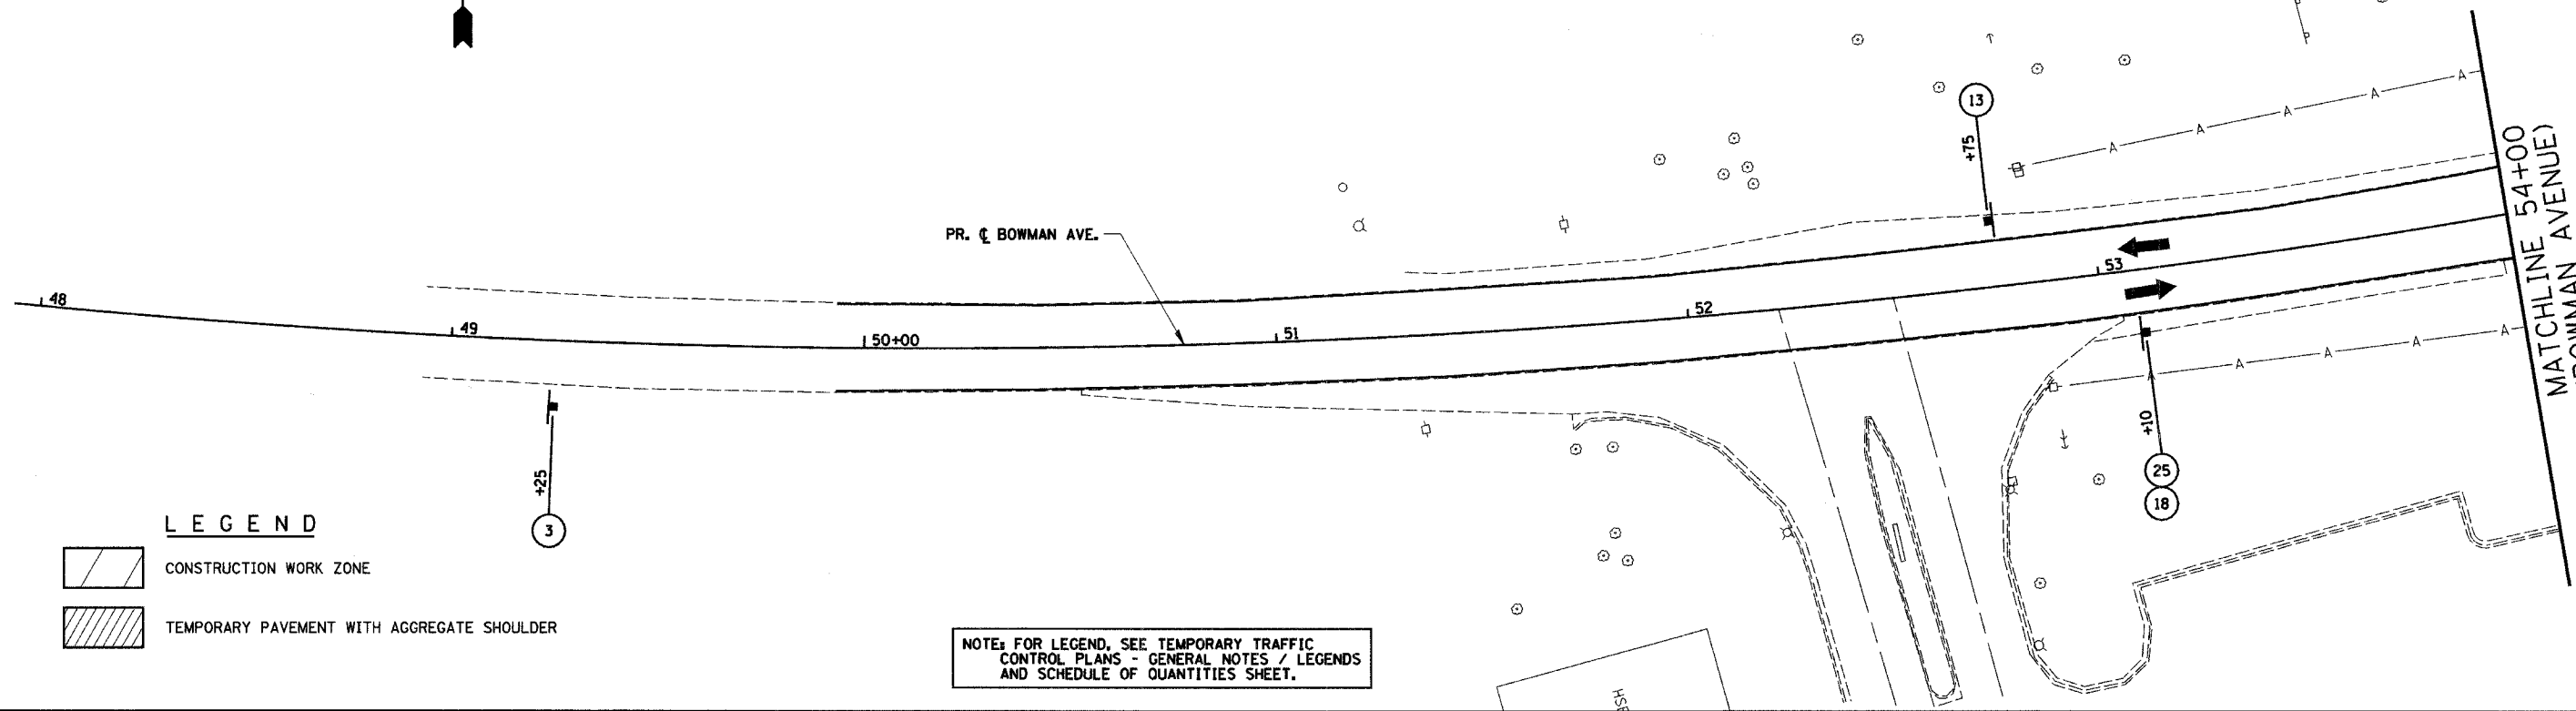 P
A A A A A
13
+75
MATCHLINE 54+00
BOWMAN AVENUE)
PR. ℄ BOWMAN AVE.
48
49
50+00
51
52
53
A A A A A
+25
3
+10
25
18
LEGEND
CONSTRUCTION WORK ZONE
TEMPORARY PAVEMENT WITH AGGREGATE SHOULDER
NOTE: FOR LEGEND, SEE TEMPORARY TRAFFIC
CONTROL PLANS - GENERAL NOTES / LEGENDS
AND SCHEDULE OF QUANTITIES SHEET.
HSE